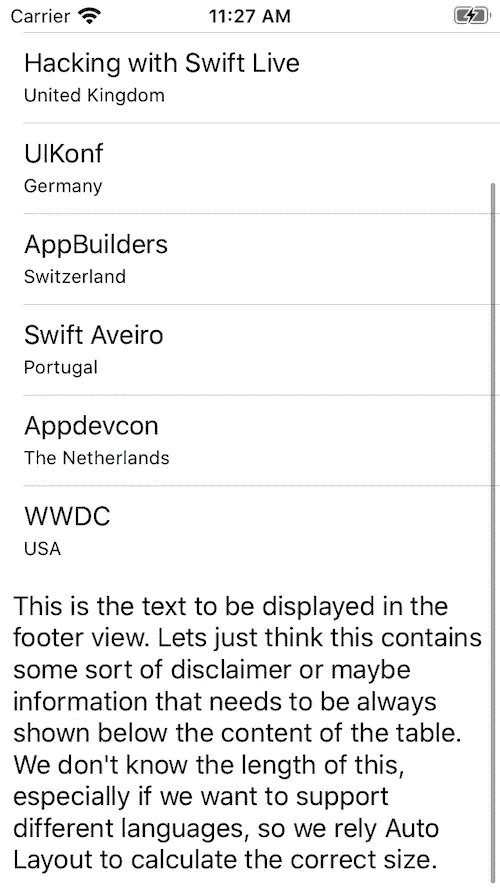 Carrier 11:27 AM
Hacking with Swift Live
United Kingdom
UIKonf
Germany
AppBuilders
Switzerland
Swift Aveiro
Portugal
Appdevcon
The Netherlands
WWDC
USA
This is the text to be displayed in the
footer view. Lets just think this contains
some sort of disclaimer or maybe
information that needs to be always
shown below the content of the table.
We don't know the length of this,
especially if we want to support
different languages, so we rely Auto
Layout to calculate the correct size.